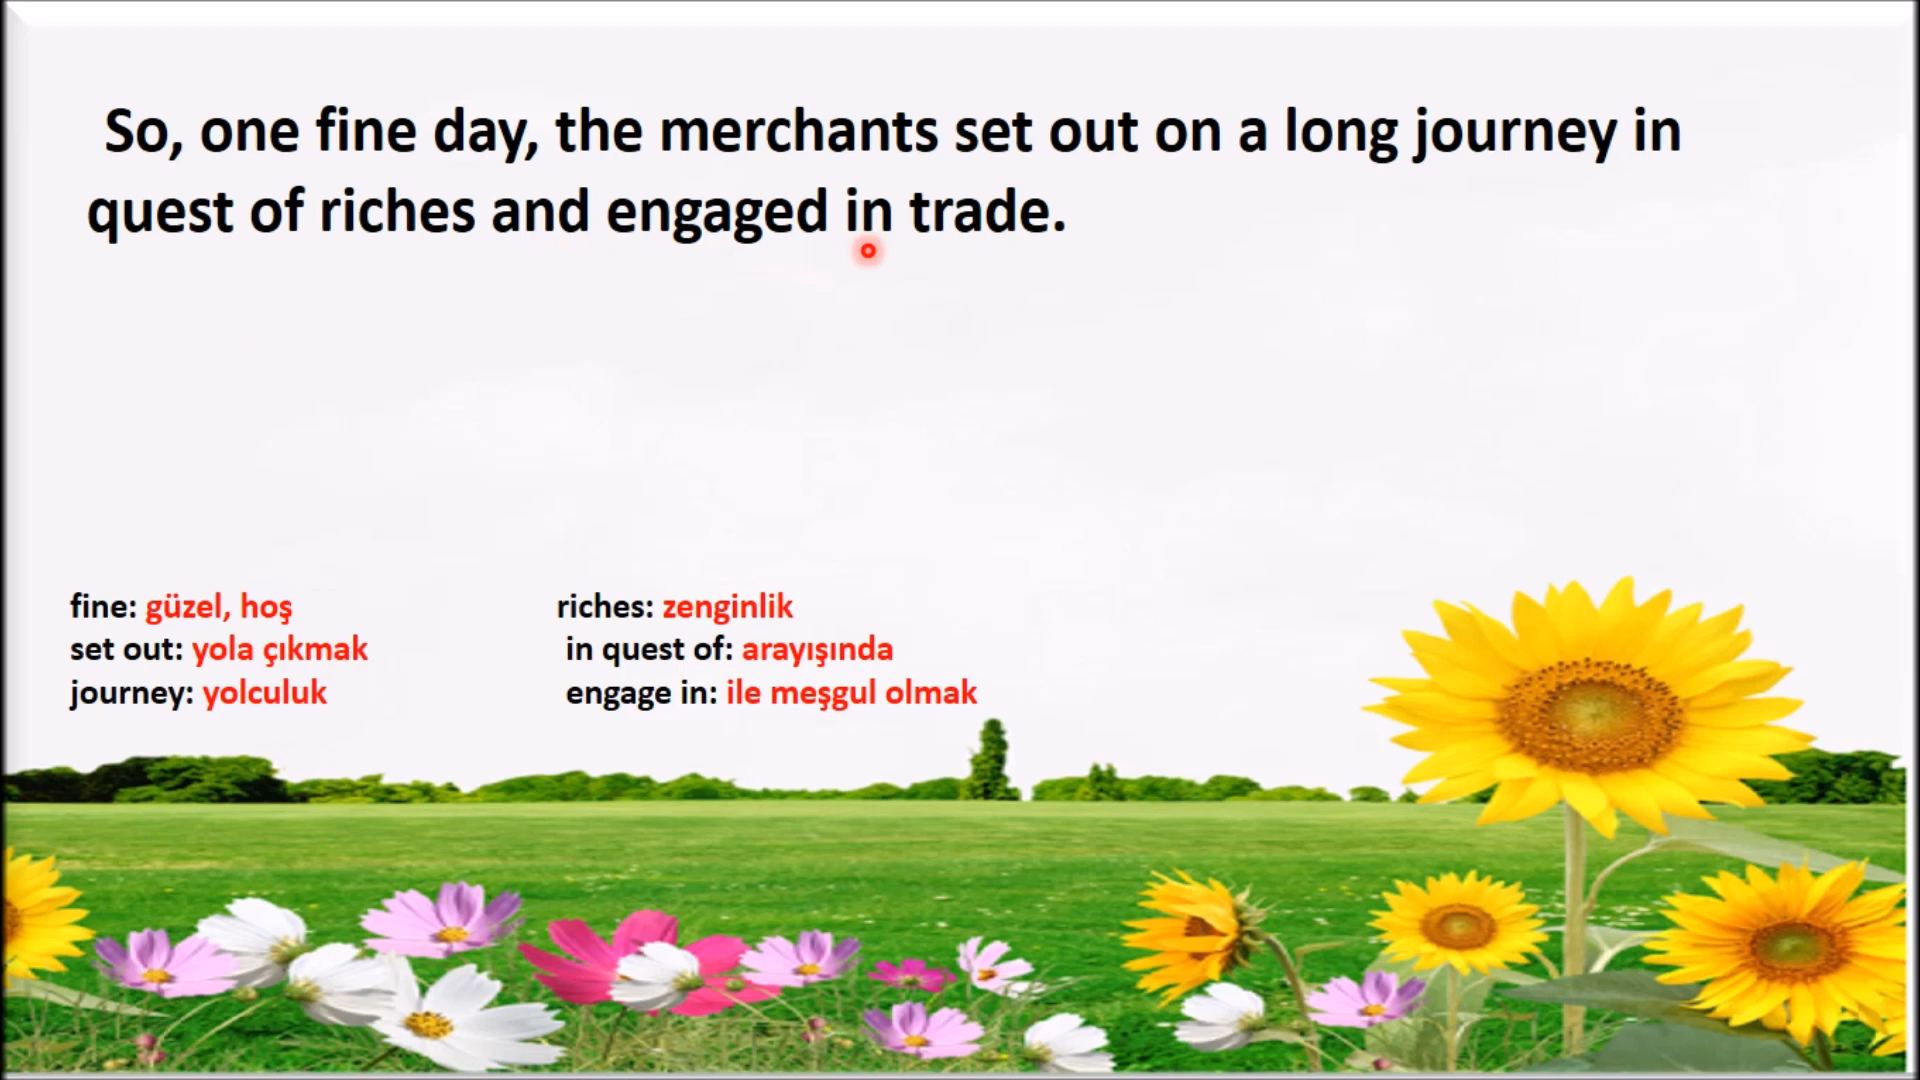 So, one fine day, the merchants set out on a long journey in
quest of riches and engaged in trade.
fine: güzel, hoş
set out: yola çıkmak
journey: yolculuk
riches: zenginlik
in quest of: arayışında
engage in: ile meşgul olmak